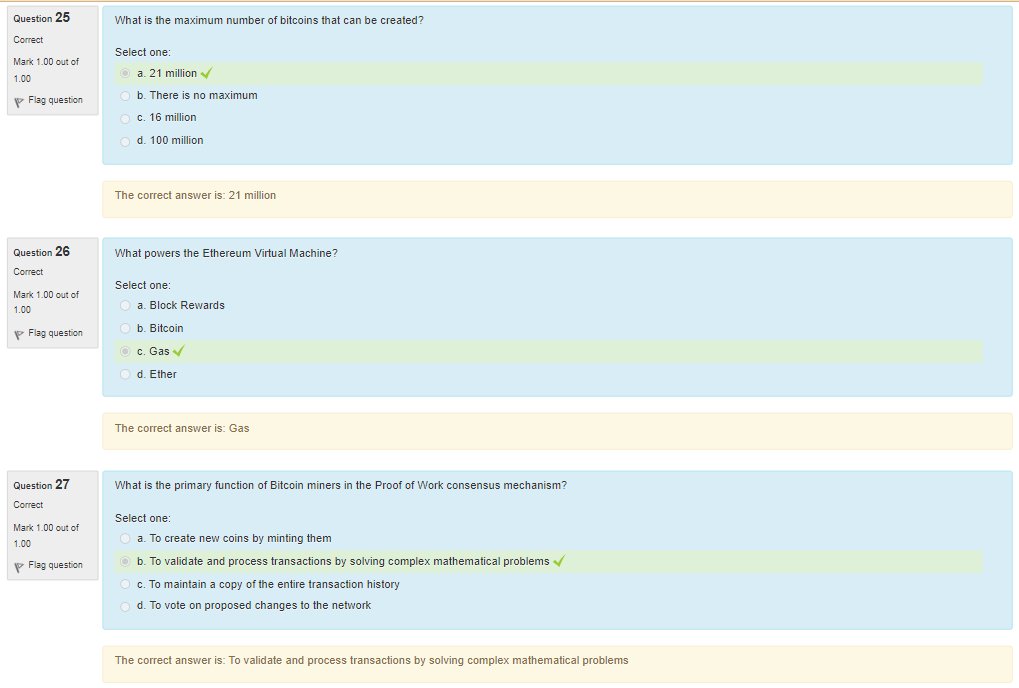 Question 25
Correct
Mark 1.00 out of
1.00
Flag question
What is the maximum number of bitcoins that can be created?
Select one:
a. 21 million
b. There is no maximum
c. 16 million
d. 100 million
The correct answer is: 21 million
Question 26
Correct
Mark 1.00 out of
1.00
Flag question
What powers the Ethereum Virtual Machine?
Select one:
a. Block Rewards
b. Bitcoin
c. Gas
d. Ether
The correct answer is: Gas
Question 27
Correct
Mark 1.00 out of
1.00
Flag question
What is the primary function of Bitcoin miners in the Proof of Work consensus mechanism?
Select one:
a. To create new coins by minting them
b. To validate and process transactions by solving complex mathematical problems
c. To maintain a copy of the entire transaction history
d. To vote on proposed changes to the network
The correct answer is: To validate and process transactions by solving complex mathematical problems